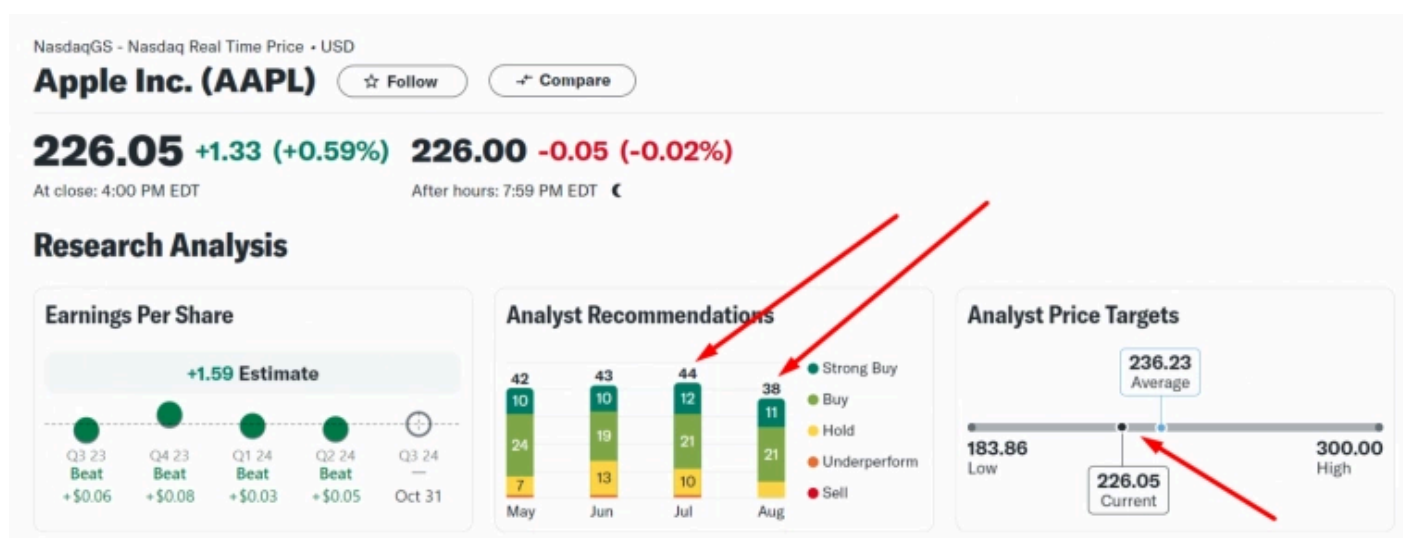 NasdaqGS - Nasdaq Real Time Price • USD
Apple Inc. (AAPL) Follow Compare
226.05 +1.33 (+0.59%) 226.00 -0.05 (-0.02%)
At close: 4:00 PM EDT After hours: 7:59 PM EDT
Research Analysis
Earnings Per Share
+1.59 Estimate
Q3 23 Q4 23 Q1 24 Q2 24 Q3 24
Beat Beat Beat Beat —
+$0.06 +$0.08 +$0.03 +$0.05 Oct 31
Analyst Recommendations
42 43 44 38
10 10 12 11
24 19 21 21
7 13 10
May Jun Jul Aug
Strong Buy
Buy
Hold
Underperform
Sell
Analyst Price Targets
236.23
Average
183.86 300.00
Low High
226.05
Current